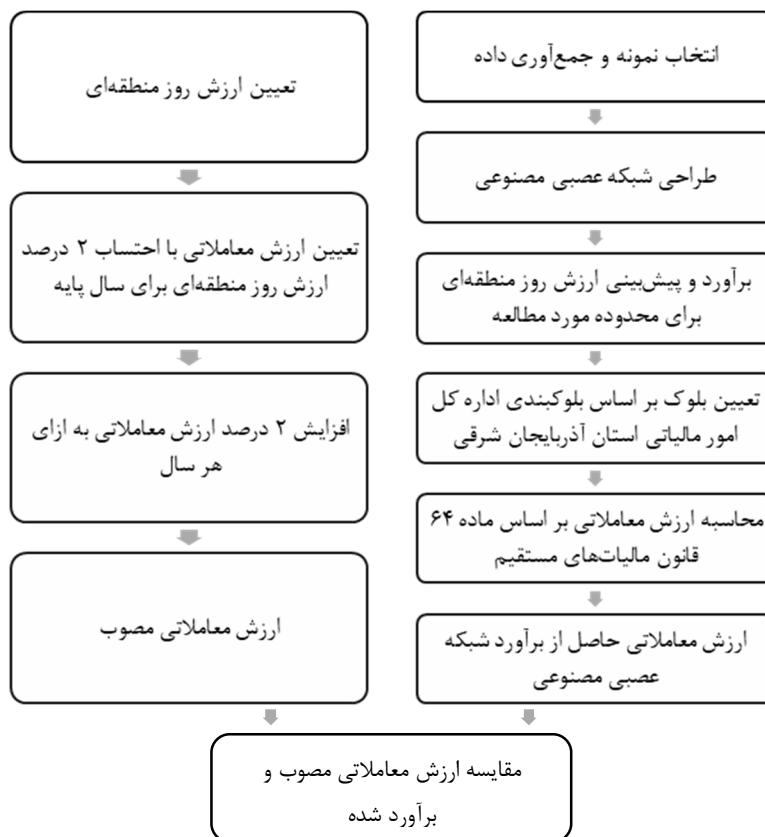 انتخاب نمونه و جمع‌آوری داده
طراحی شبکه عصبی مصنوعی
برآورد و پیش‌بینی ارزش روز منطقه‌ای
برای محدوده مورد مطالعه
تعیین بلوک بر اساس بلوکبندی اداره کل
امور مالیاتی استان آذربایجان شرقی
محاسبه ارزش معاملاتی بر اساس ماده ۶۴
قانون مالیات‌های مستقیم
ارزش معاملاتی حاصل از برآورد شبکه
عصبی مصنوعی
تعیین ارزش روز منطقه‌ای
تعیین ارزش معاملاتی با احتساب ۲ درصد
ارزش روز منطقه‌ای برای سال پایه
افزایش ۲ درصد ارزش معاملاتی به ازای
هر سال
ارزش معاملاتی مصوب
مقایسه ارزش معاملاتی مصوب و
برآورد شده